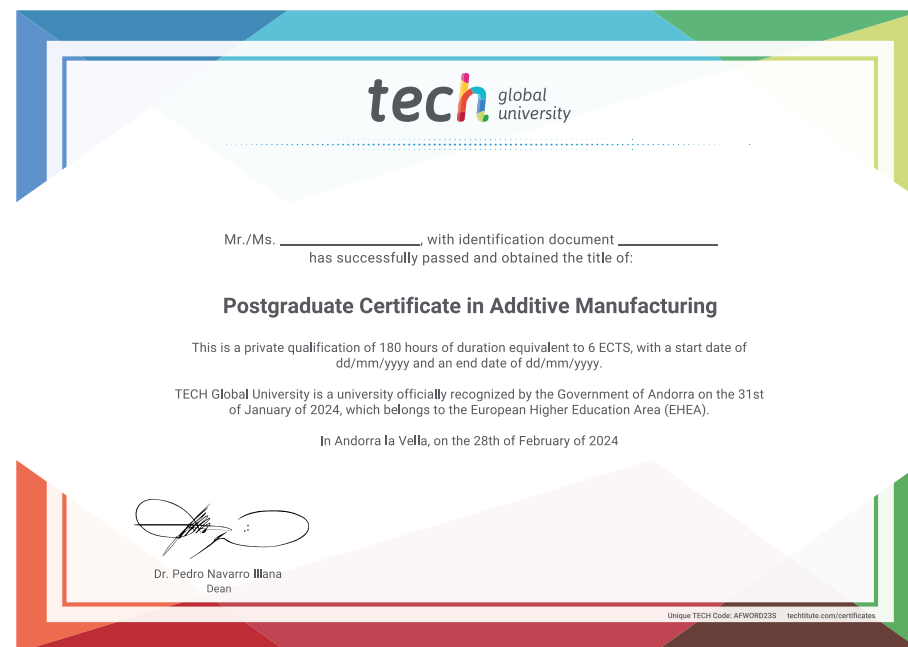 tech global university
Mr./Ms. ____________, with identification document ____________
has successfully passed and obtained the title of:
Postgraduate Certificate in Additive Manufacturing
This is a private qualification of 180 hours of duration equivalent to 6 ECTS, with a start date of
dd/mm/yyyy and an end date of dd/mm/yyyy.
TECH Global University is a university officially recognized by the Government of Andorra on the 31st
of January of 2024, which belongs to the European Higher Education Area (EHEA).
In Andorra la Vella, on the 28th of February of 2024
Dr. Pedro Navarro Illana
Dean
Unique TECH Code: AFWORD23S techtitute.com/certificates